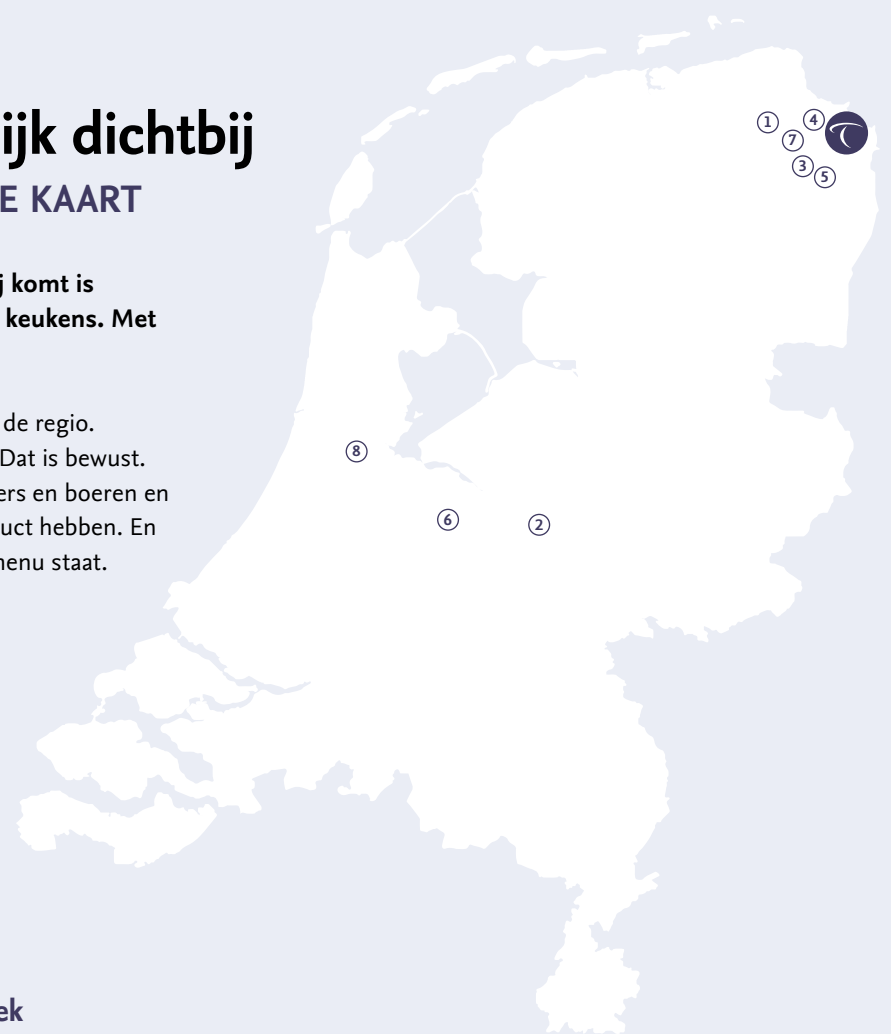 ijk dichtbij
E KAART
j komt is
keukens. Met
de regio.
Dat is bewust.
ers en boeren en
uct hebben. En
nenu staat.
ek
1
4
7
3
5
8
6
2